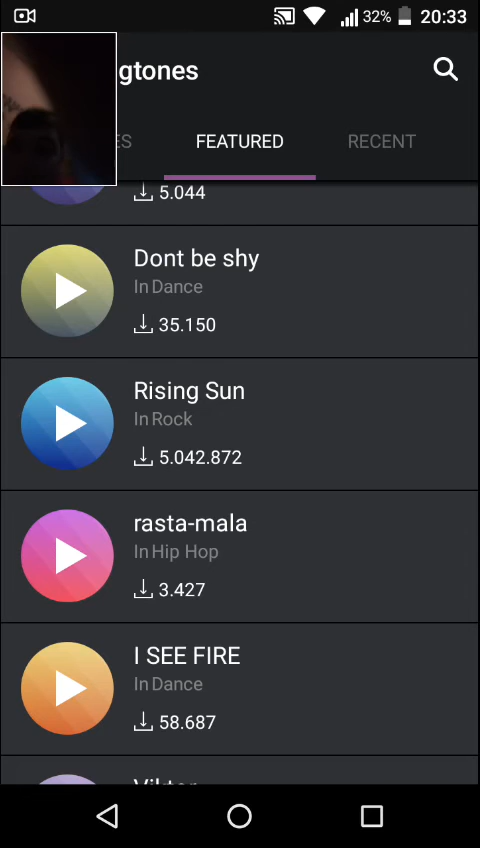 32%
20:33
gtones
ES
FEATURED
RECENT
5.044
Dont be shy
In Dance
35.150
Rising Sun
In Rock
5.042.872
rasta-mala
In Hip Hop
3.427
I SEE FIRE
In Dance
58.687